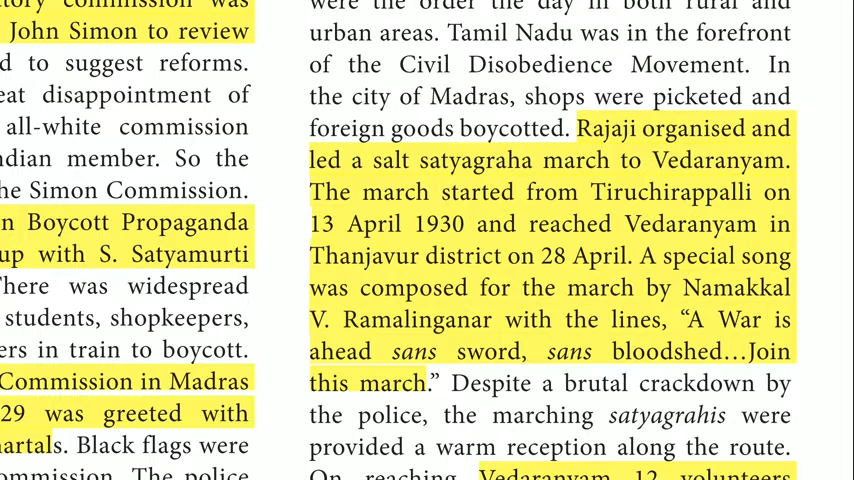 tory commission was
John Simon to review
d to suggest reforms.
eat disappointment of
all-white commission
ndian member. So the
he Simon Commission.
n Boycott Propaganda
up with S. Satyamurti
There was widespread
students, shopkeepers,
ers in train to boycott.
Commission in Madras
29 was greeted with
hartals. Black flags were
ommission. The police
were the order the day in both rural and
urban areas. Tamil Nadu was in the forefront
of the Civil Disobedience Movement. In
the city of Madras, shops were picketed and
foreign goods boycotted. Rajaji organised and
led a salt satyagraha march to Vedaranyam.
The march started from Tiruchirappalli on
13 April 1930 and reached Vedaranyam in
Thanjavur district on 28 April. A special song
was composed for the march by Namakkal
V. Ramalinganar with the lines, “A War is
ahead sans sword, sans bloodshed…Join
this march.” Despite a brutal crackdown by
the police, the marching satyagrahis were
provided a warm reception along the route.
On reaching Vedaranyam 12 volunteers